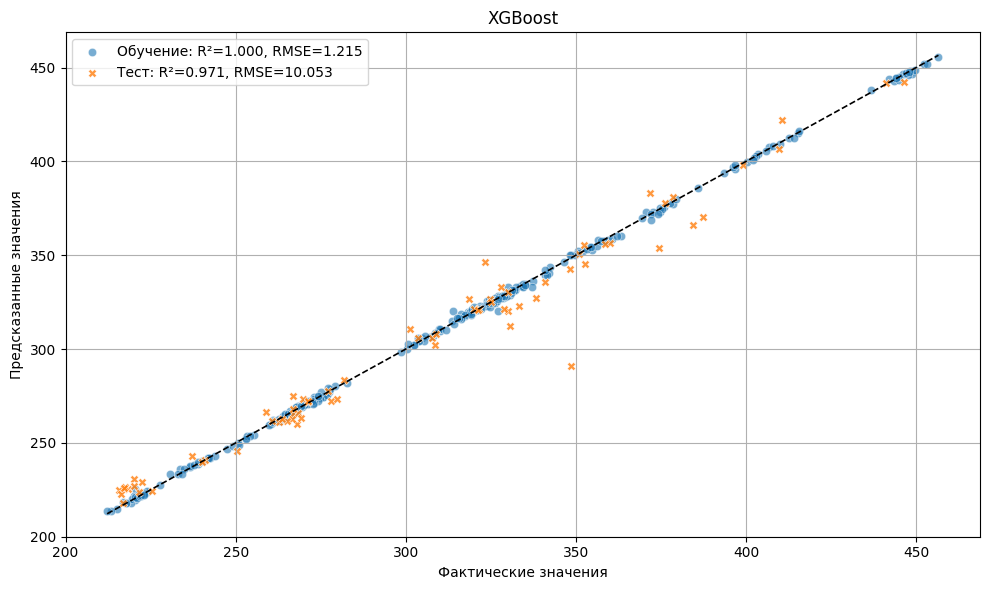 XGBoost
Обучение: R²=1.000, RMSE=1.215
Тест: R²=0.971, RMSE=10.053
450
400
350
300
250
200
Предсказанные значения
200
250
300
350
400
450
Фактические значения